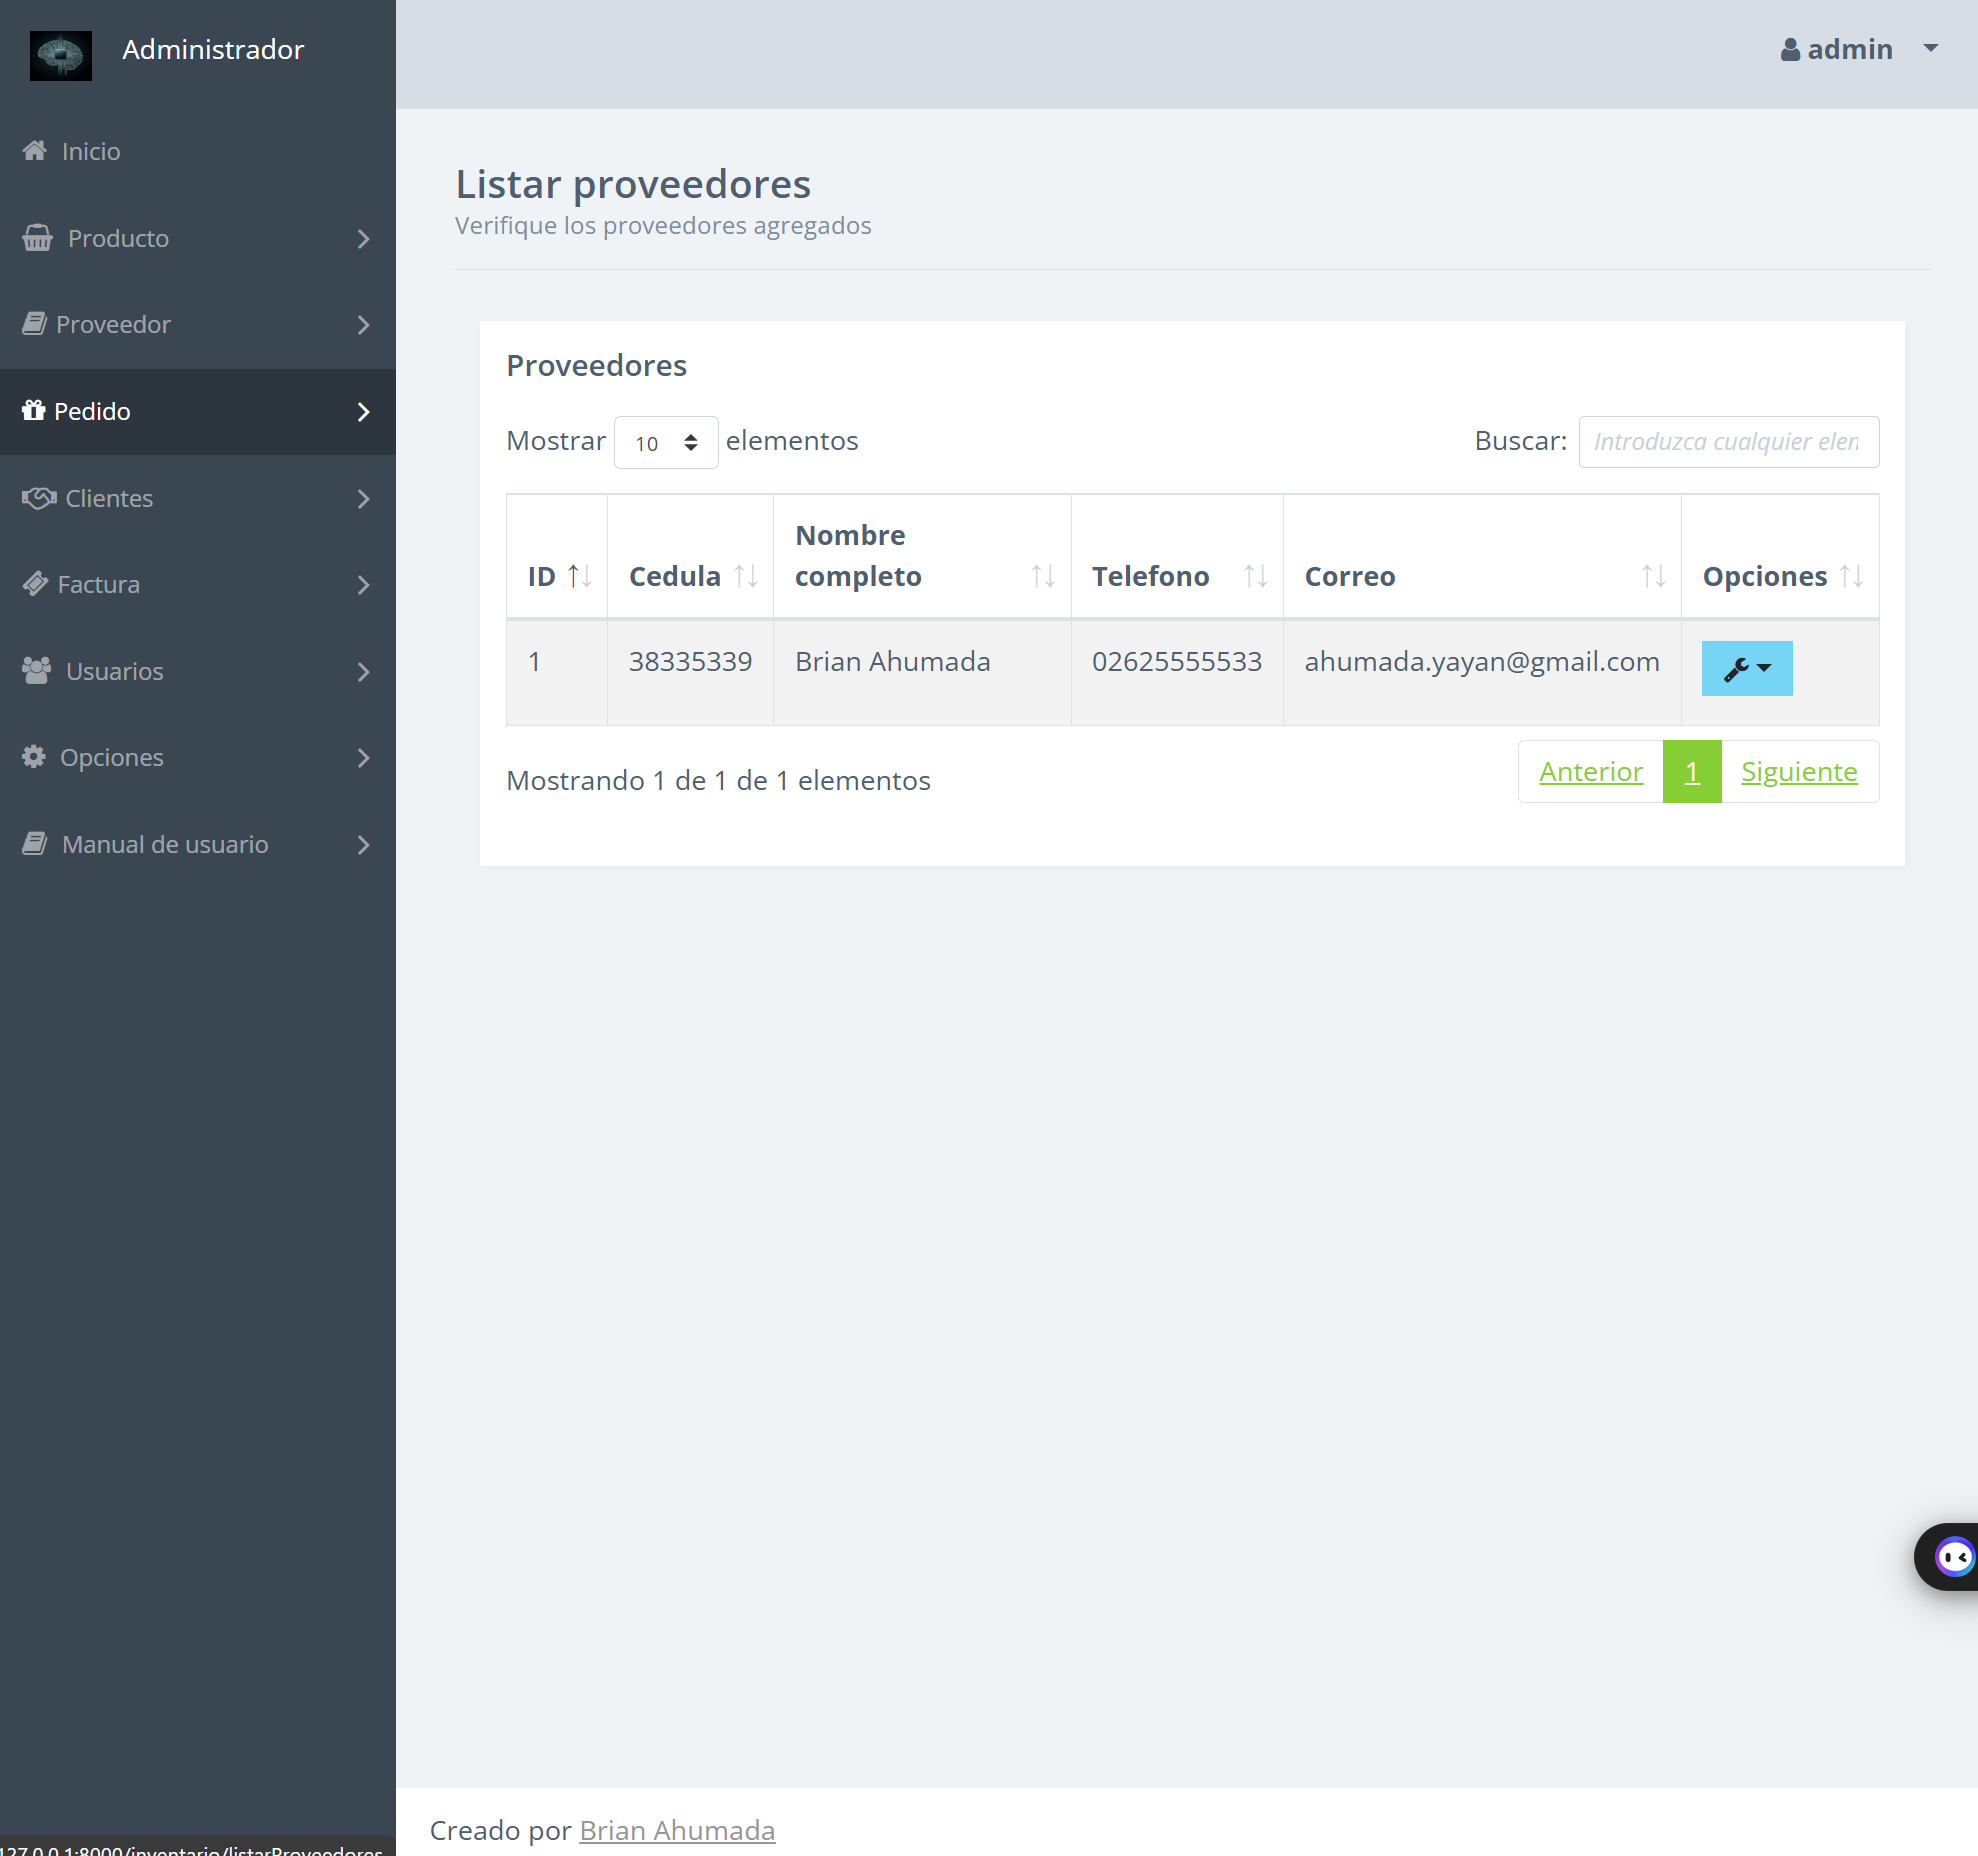 Administrador
admin
Inicio
Producto
Proveedor
Pedido
Clientes
Factura
Usuarios
Opciones
Manual de usuario
Listar proveedores
Verifique los proveedores agregados
Proveedores
Mostrar 10 elementos
Buscar: Introduzca cualquier elen
ID Cedula Nombre completo Telefono Correo Opciones
1 38335339 Brian Ahumada 02625555533 ahumada.yayan@gmail.com
Mostrando 1 de 1 de 1 elementos
Anterior 1 Siguiente
Creado por Brian Ahumada
127.0.0.1:8000/inventario/listarProveedores